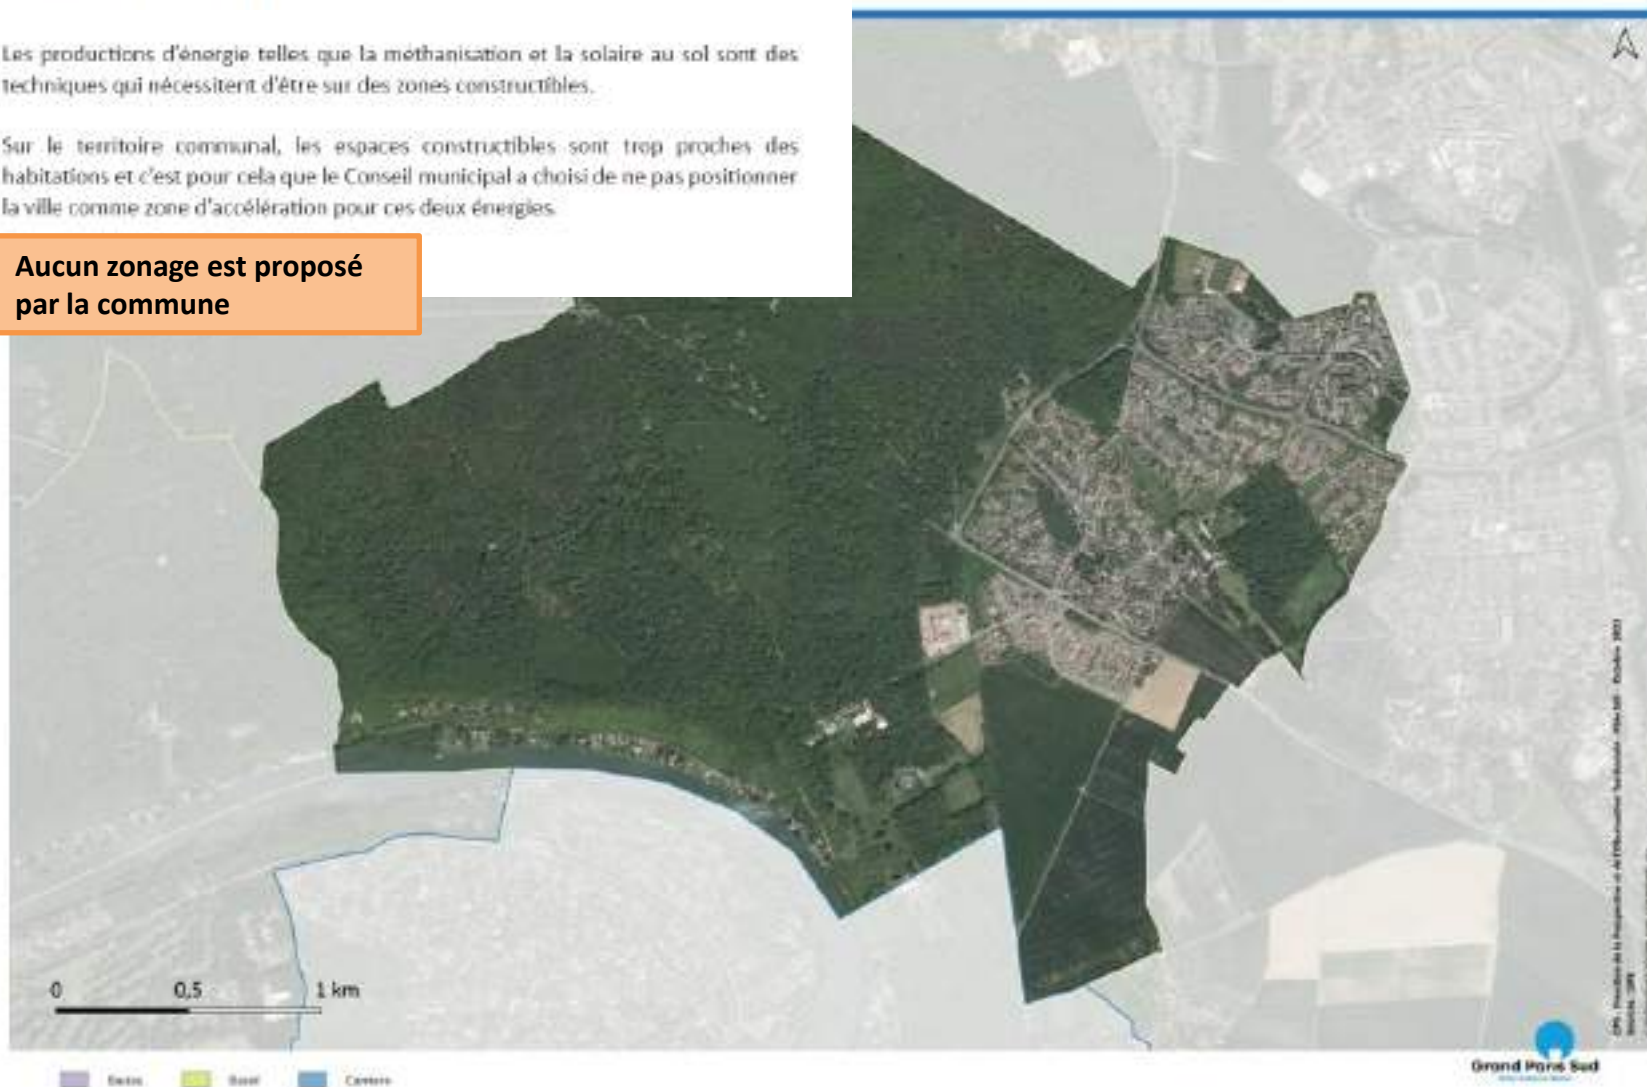 Les productions d'énergie telles que la méthanisation et la solaire au sol sont des
techniques qui nécessitent d'être sur des zones constructibles.
Sur le territoire communal, les espaces constructibles sont trop proches des
habitations et c'est pour cela que le Conseil municipal a choisi de ne pas positionner
la ville comme zone d'accélération pour ces deux énergies.
Aucun zonage est proposé
par la commune
0 0,5 1 km
Grand Paris Sud